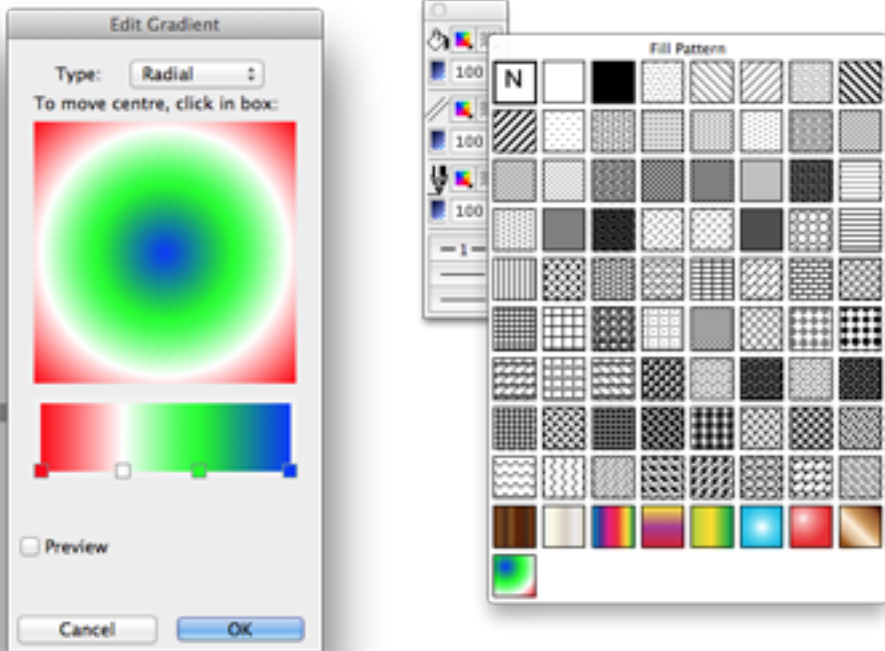 Edit Gradient
Type: Radial
To move centre, click in box:
Preview
Cancel
OK
100
100
100
1
Fill Pattern
N